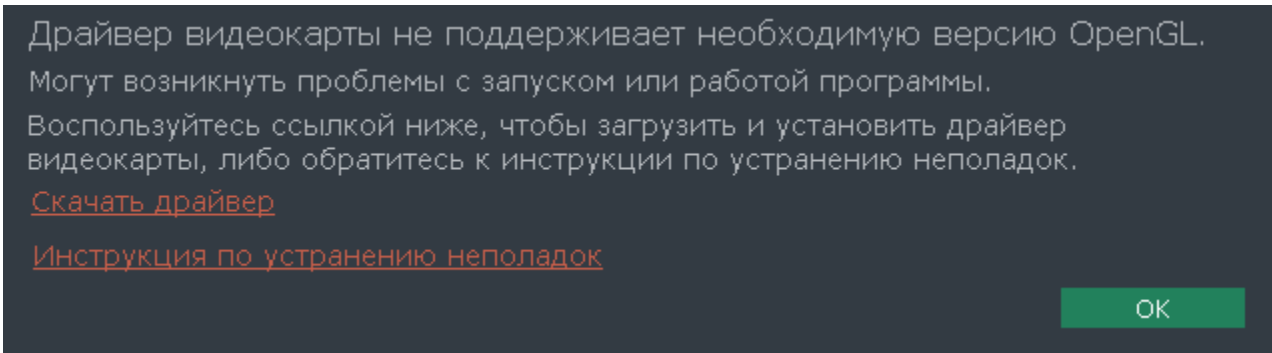 Драйвер видеокарты не поддерживает необходимую версию OpenGL.
Могут возникнуть проблемы с запуском или работой программы.
Воспользуйтесь ссылкой ниже, чтобы загрузить и установить драйвер
видеокарты, либо обратитесь к инструкции по устранению неполадок.
Скачать драйвер
Инструкция по устранению неполадок
OK